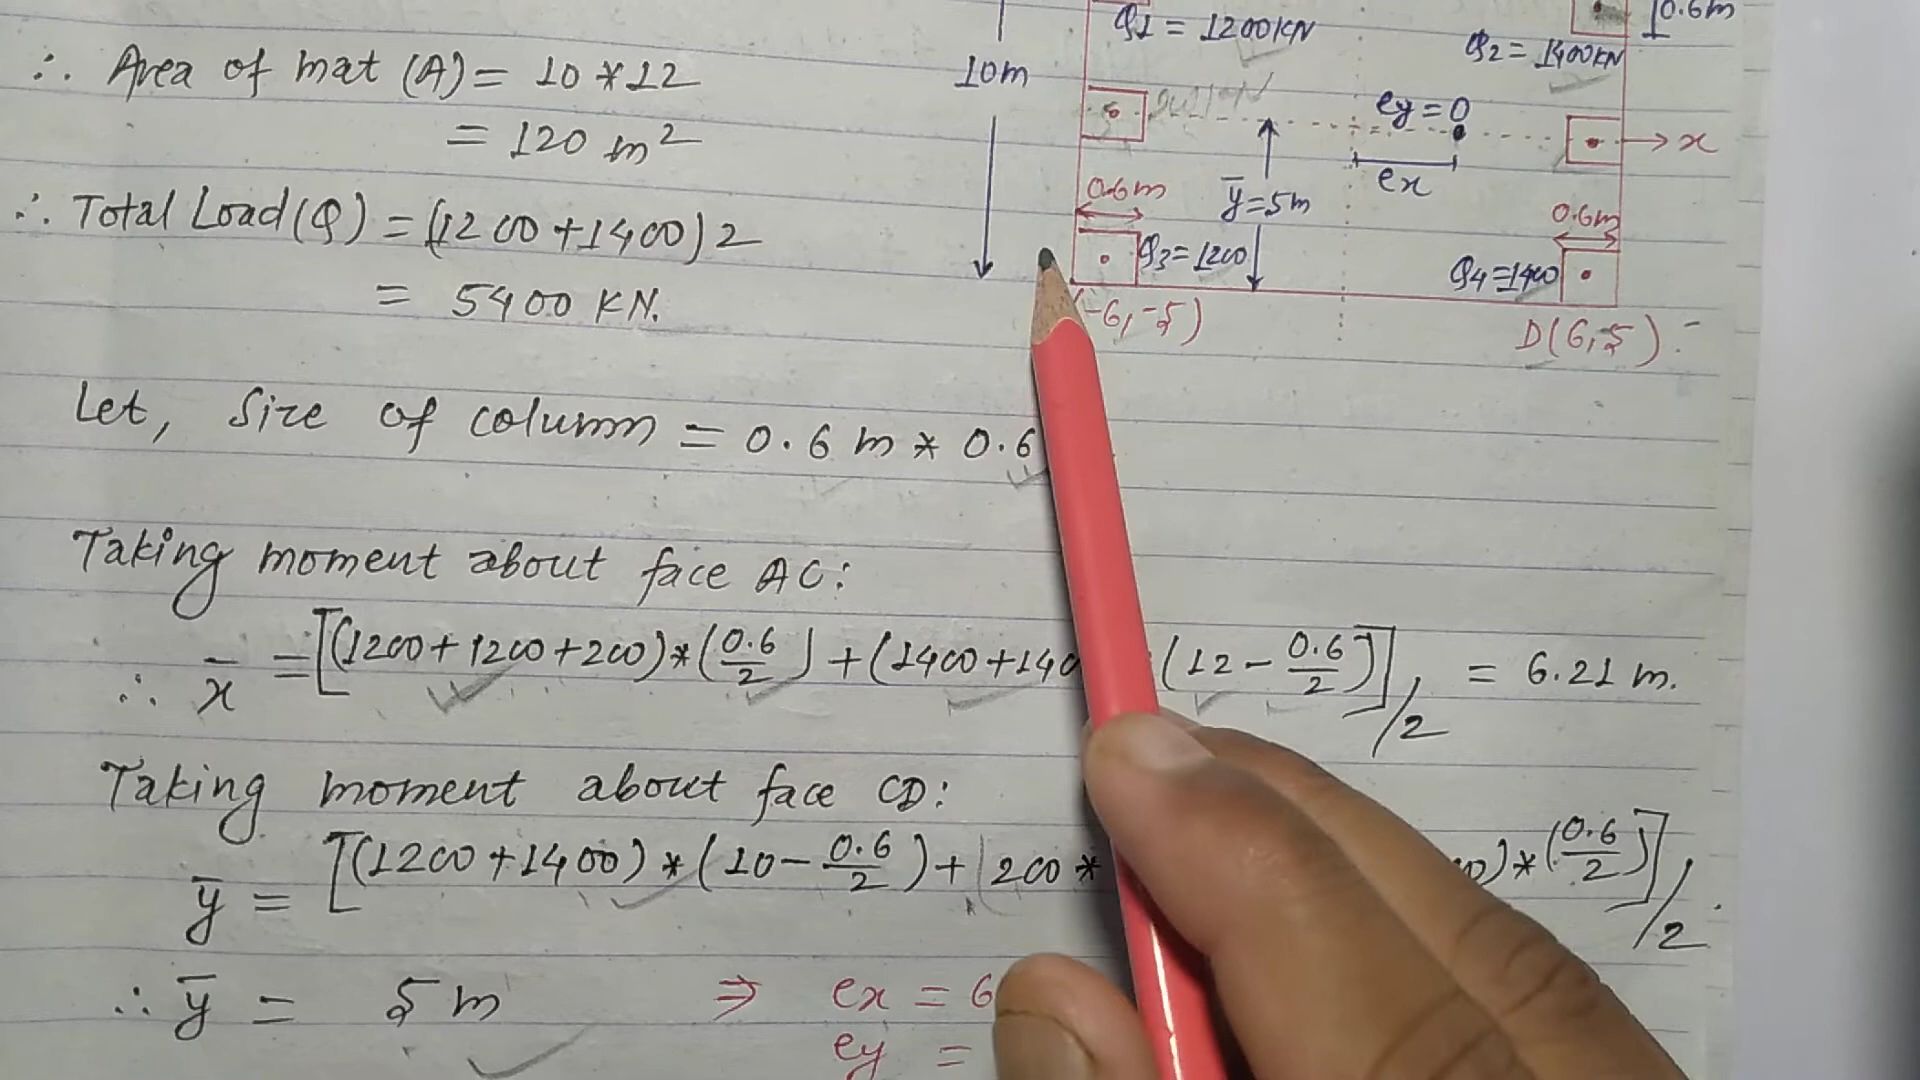 ∴ Area of mat (A) = 10 * 12
= 120 m²
∴ Total Load (Q) = (1200+1400) 2
= 5400 KN.
Let, Size of column = 0.6 m * 0.6
Taking moment about face AC:
∴ x̄ = [(1200+1200+200)*(0.6/2)+(1400+140 (12-0.6/2)]/2 = 6.21 m.
Taking moment about face CD:
ȳ = [(1200+1400)*(10-0.6/2)+(200* )*(0.6/2)]/2
∴ ȳ = 5 m ⇒ ex = 6
ey =
Q1 = 1200KN
0.6m
Q2 = 1400KN
10m
ey = 0
x
ex
0.6m
ȳ = 5m
0.6m
Q3 = 1200
Q4 = 1400
(-6,-5)
D(6,-5)